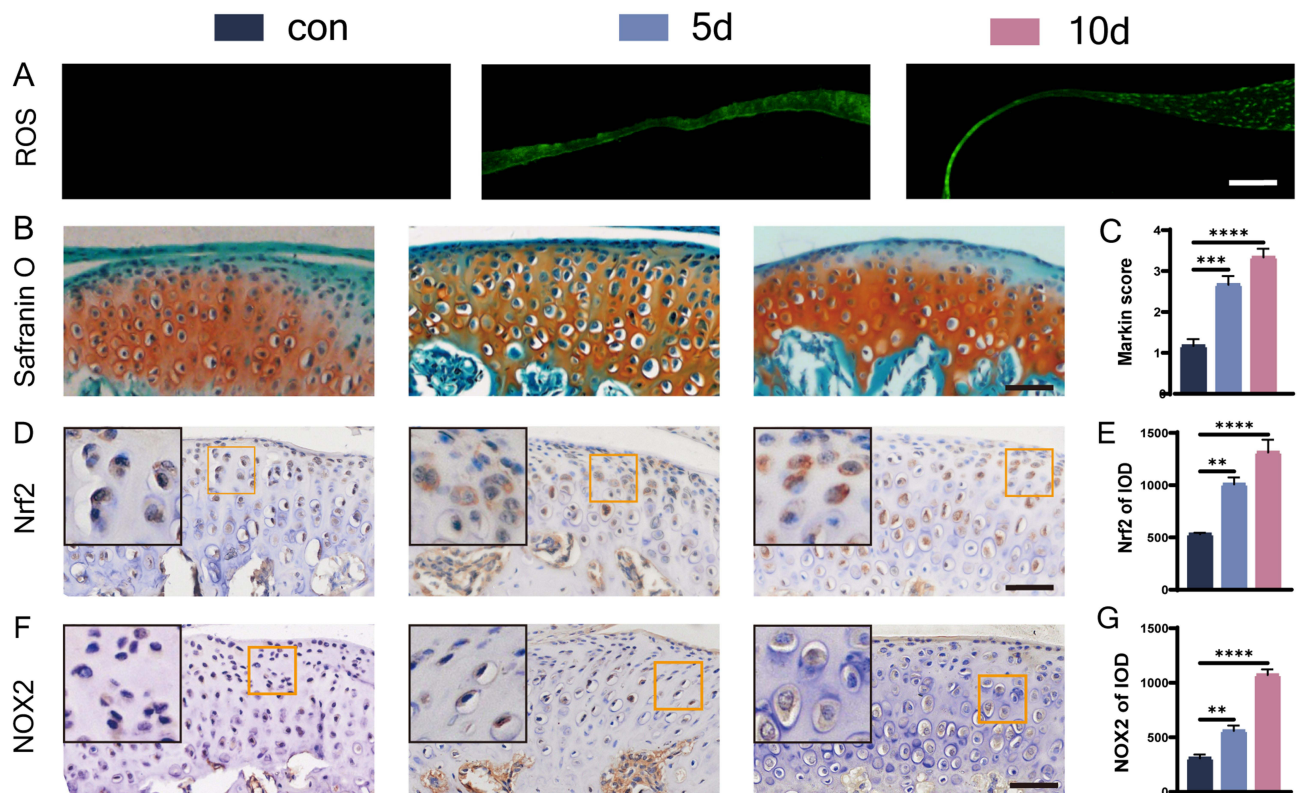 con 5d 10d
A
ROS
B
Safranin O
C
Markin score
4
3
2
1
0
***
****
D
Nrf2
E
Nrf2 of IOD
1500
1000
500
0
**
****
F
NOX2
G
NOX2 of IOD
1500
1000
500
0
**
****